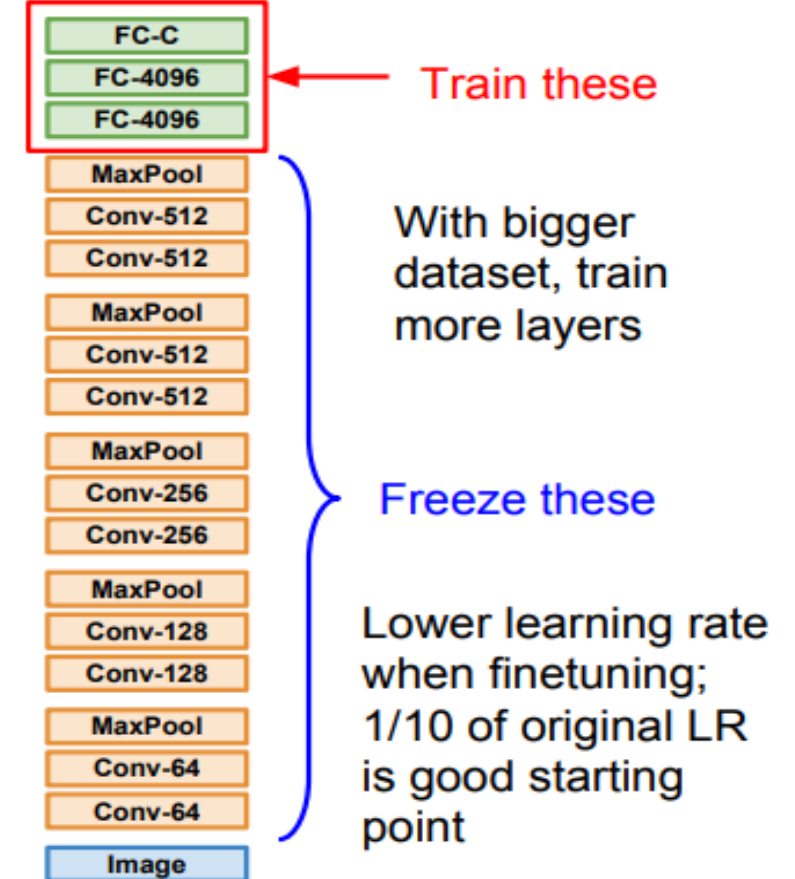 FC-C
FC-4096
FC-4096
Train these
MaxPool
Conv-512
Conv-512
MaxPool
Conv-512
Conv-512
MaxPool
Conv-256
Conv-256
MaxPool
Conv-128
Conv-128
MaxPool
Conv-64
Conv-64
Image
With bigger
dataset, train
more layers
Freeze these
Lower learning rate
when finetuning;
1/10 of original LR
is good starting
point